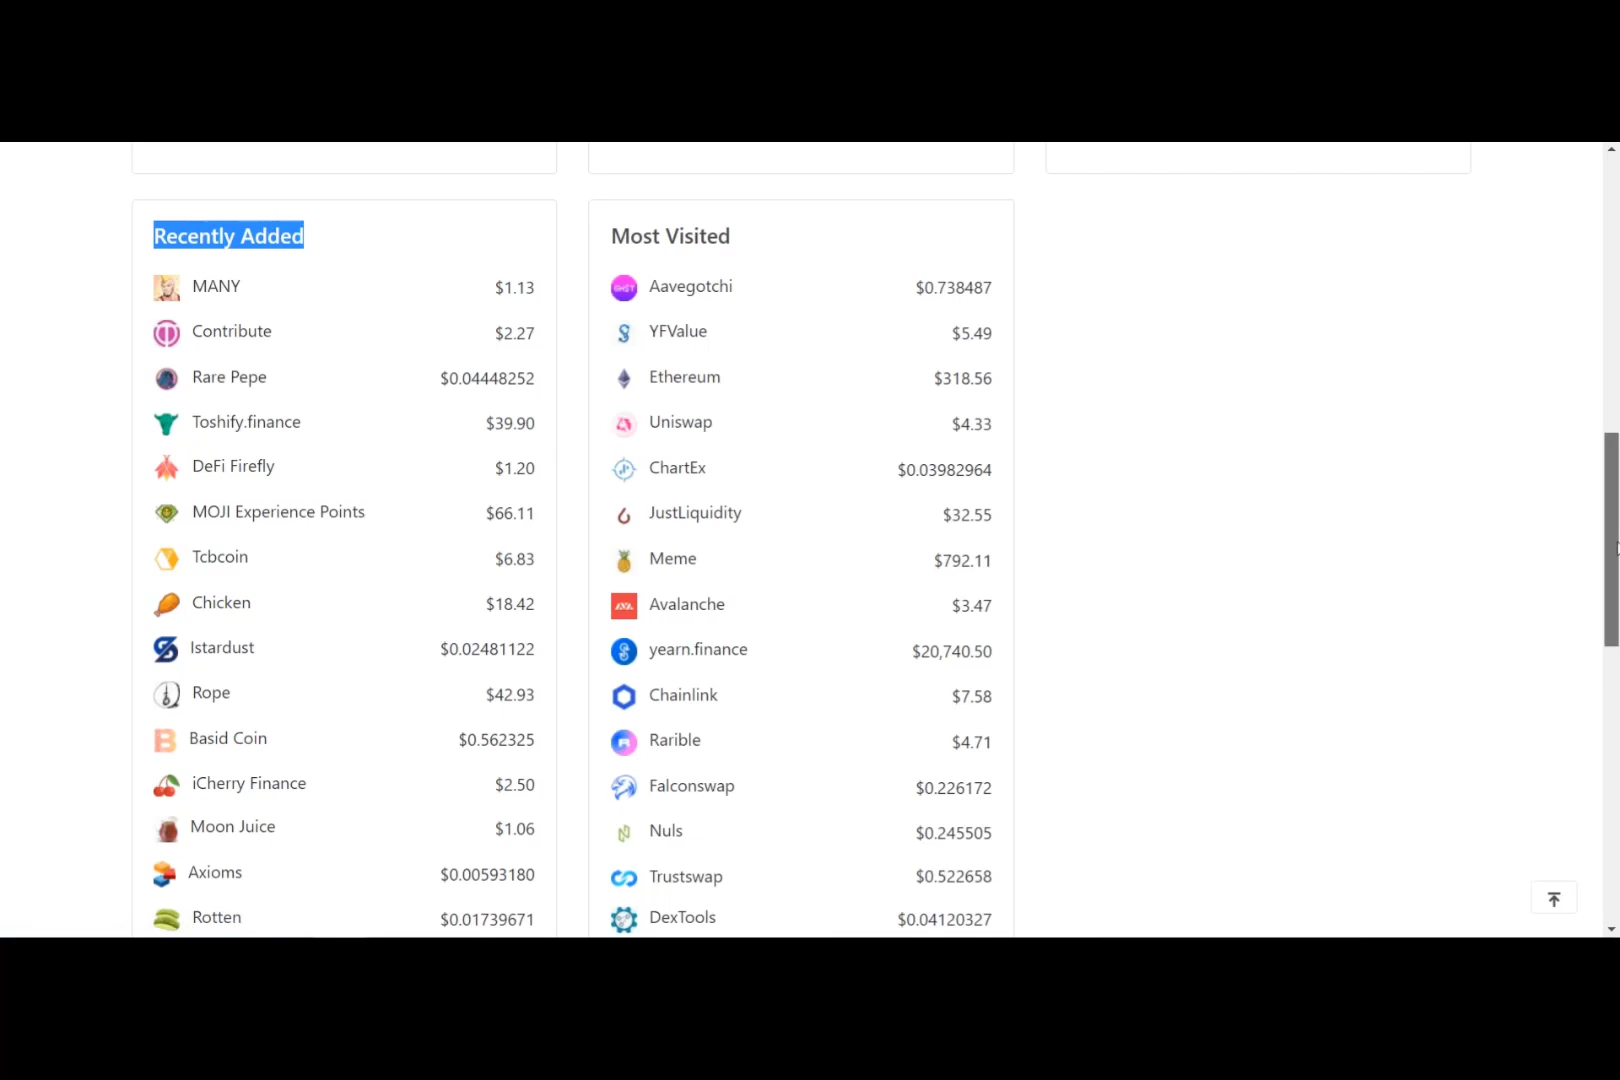 Recently Added
MANY $1.13
Contribute $2.27
Rare Pepe $0.04448252
Toshify.finance $39.90
DeFi Firefly $1.20
MOJI Experience Points $66.11
Tcbcoin $6.83
Chicken $18.42
Istardust $0.02481122
Rope $42.93
Basid Coin $0.562325
iCherry Finance $2.50
Moon Juice $1.06
Axioms $0.00593180
Rotten $0.01739671
Most Visited
Aavegotchi $0.738487
YFValue $5.49
Ethereum $318.56
Uniswap $4.33
ChartEx $0.03982964
JustLiquidity $32.55
Meme $792.11
Avalanche $3.47
yearn.finance $20,740.50
Chainlink $7.58
Rarible $4.71
Falconswap $0.226172
Nuls $0.245505
Trustswap $0.522658
DexTools $0.04120327